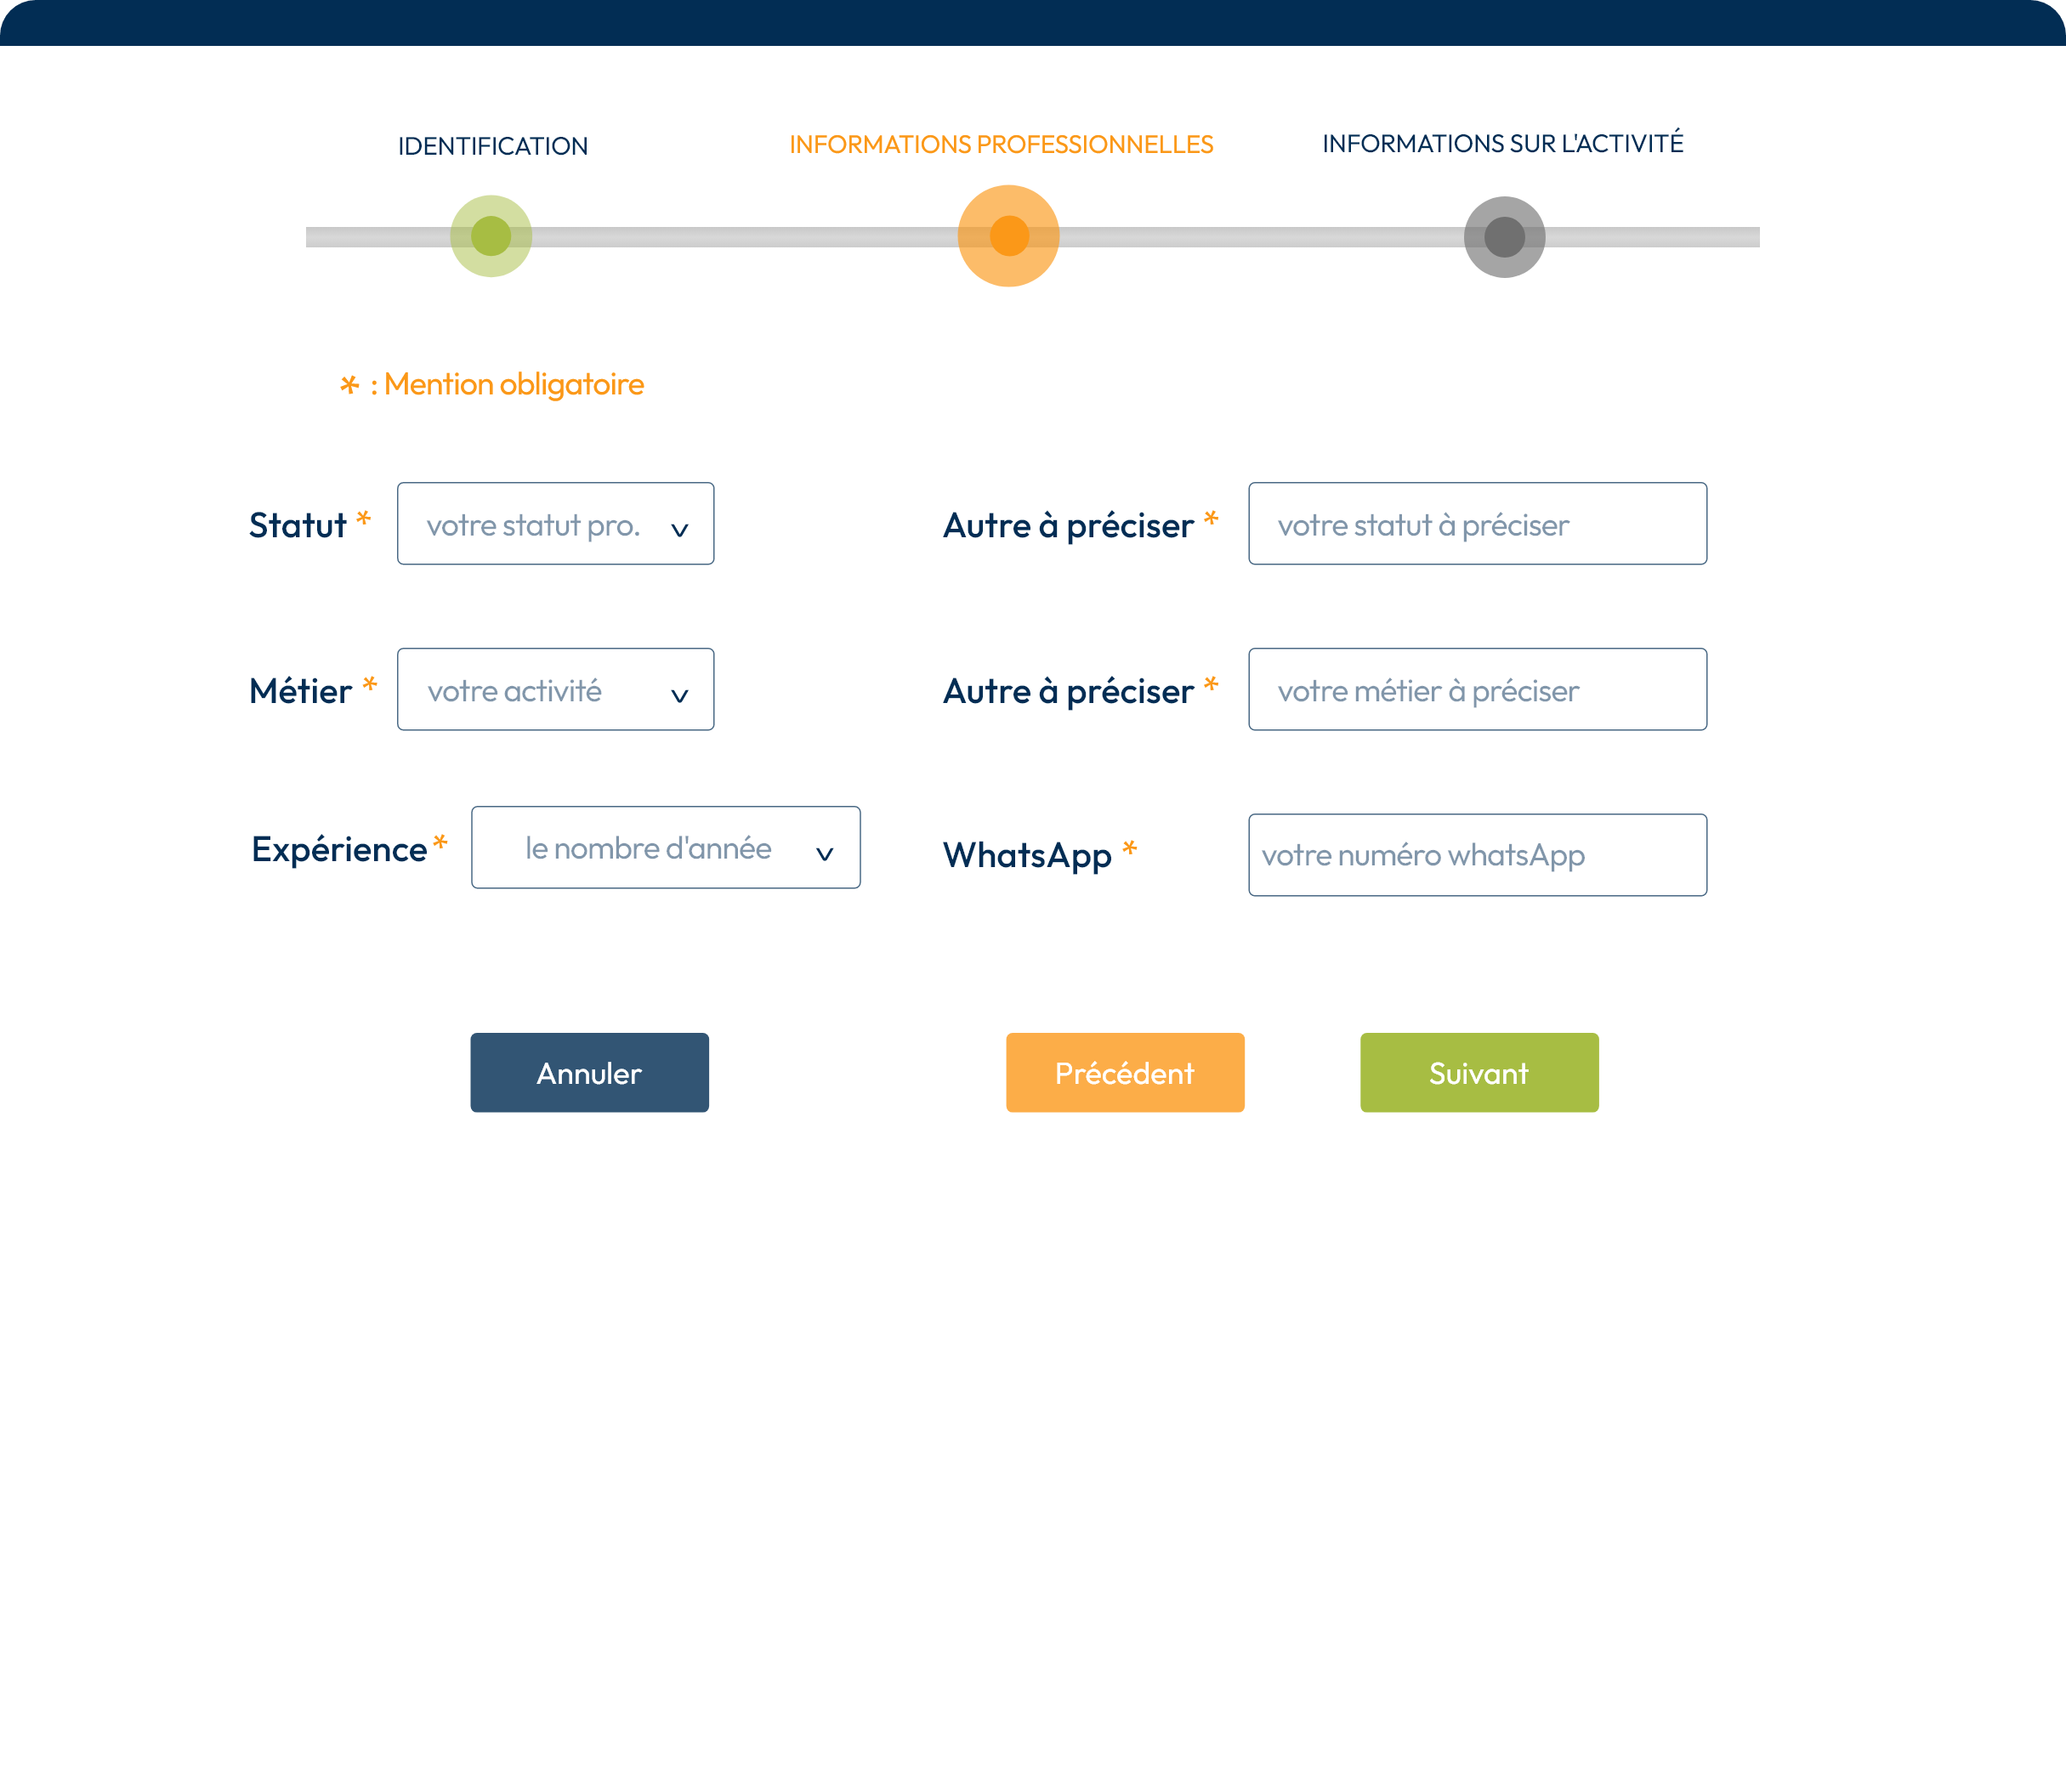 IDENTIFICATION
INFORMATIONS PROFESSIONNELLES
INFORMATIONS SUR L'ACTIVITÉ
* : Mention obligatoire
Statut *
votre statut pro.
Autre à préciser *
votre statut à préciser
Métier *
votre activité
Autre à préciser *
votre métier à préciser
Expérience *
le nombre d'année
WhatsApp *
votre numéro whatsApp
Annuler
Précédent
Suivant